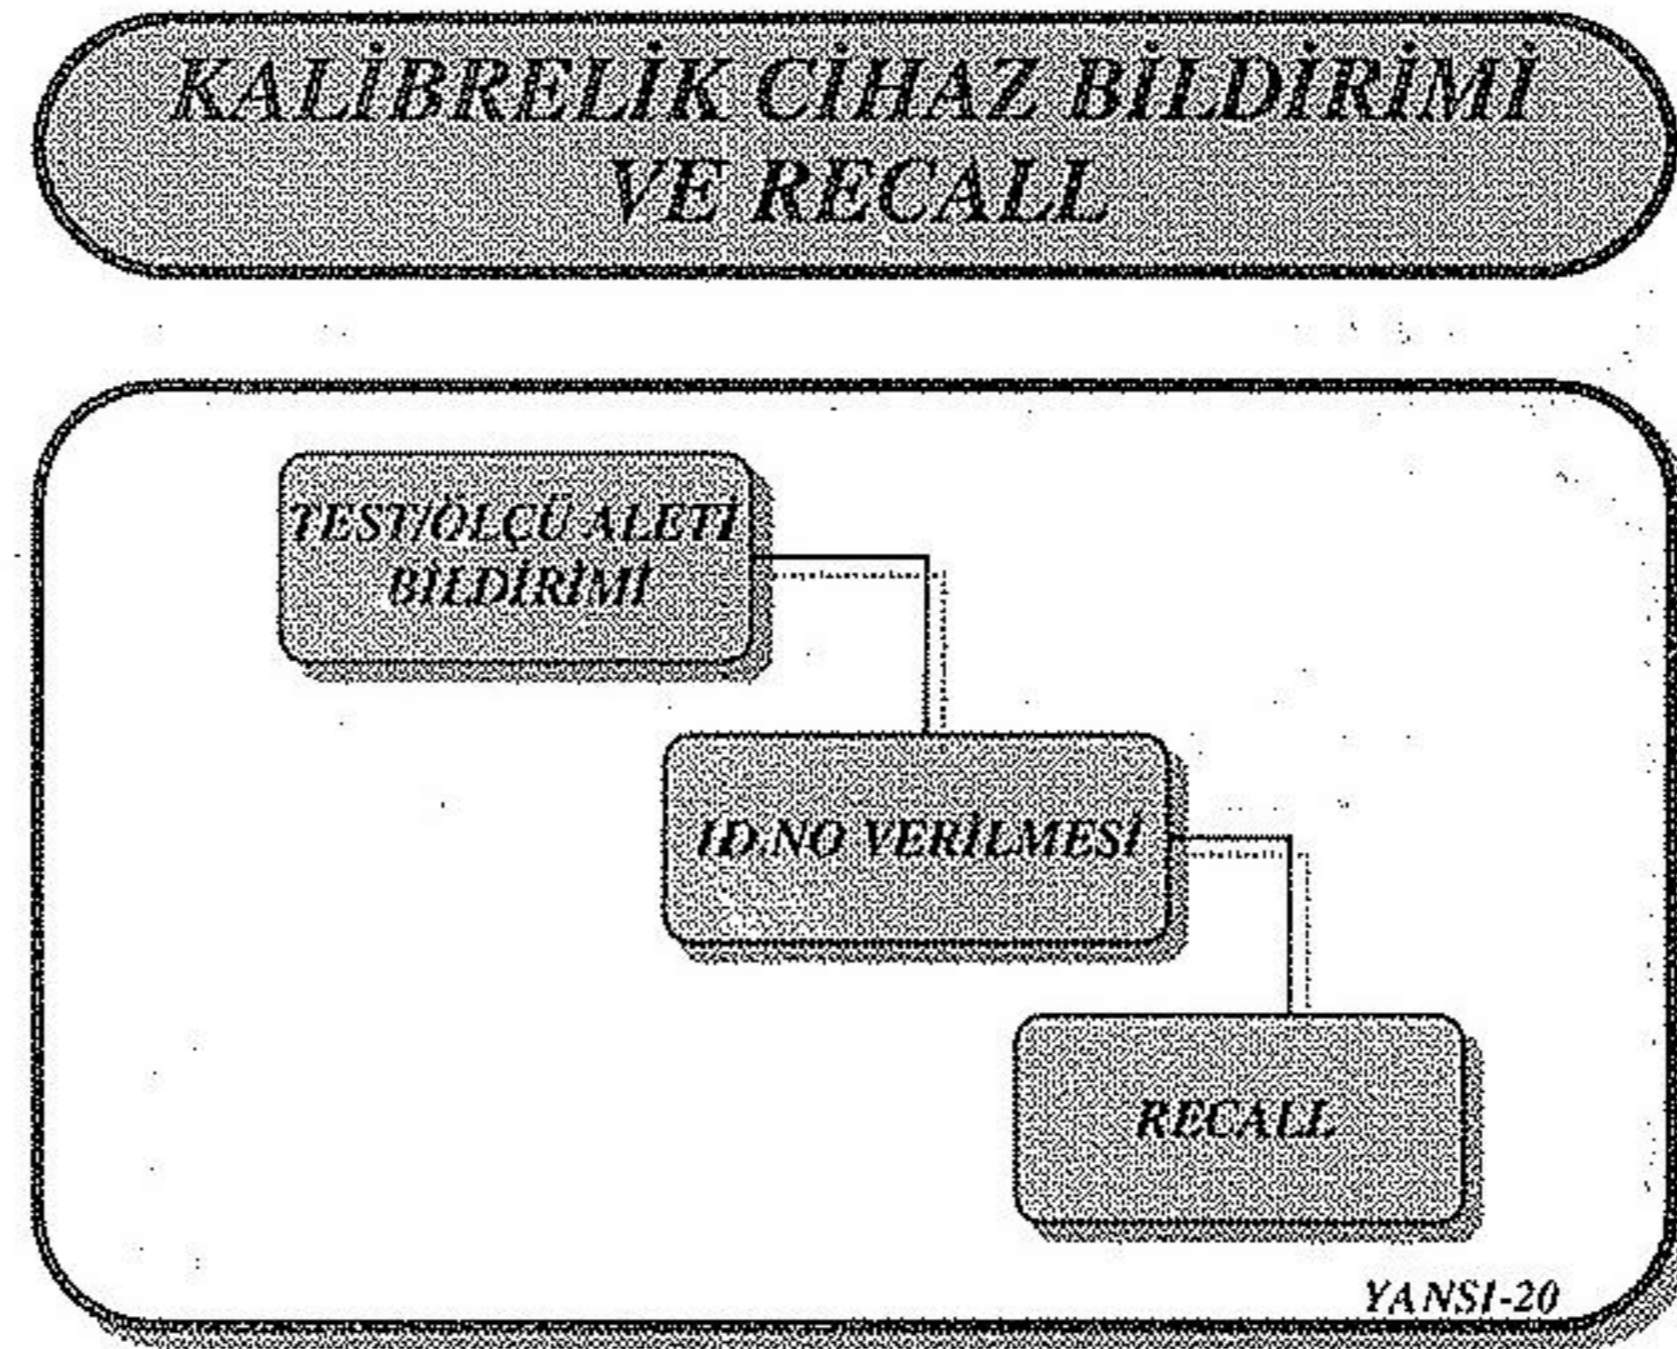 KALİBRELİK CİHAZ BİLDİRİMİ
VE RECALL
TEST/ÖLÇÜ ALETİ
BİLDİRİMİ
ID.NO VERİLMESİ
RECALL
YANSI-20